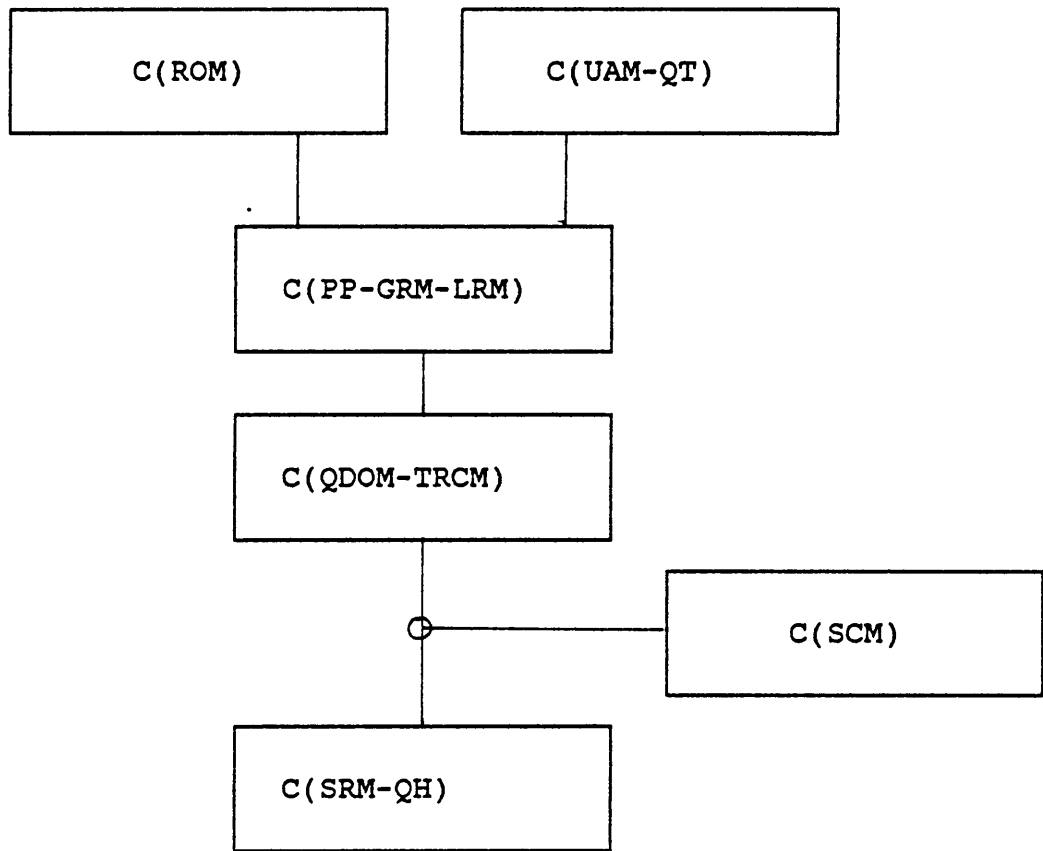 C(ROM)
C(UAM-QT)
C(PP-GRM-LRM)
C(QDOM-TRCM)
C(SCM)
C(SRM-QH)